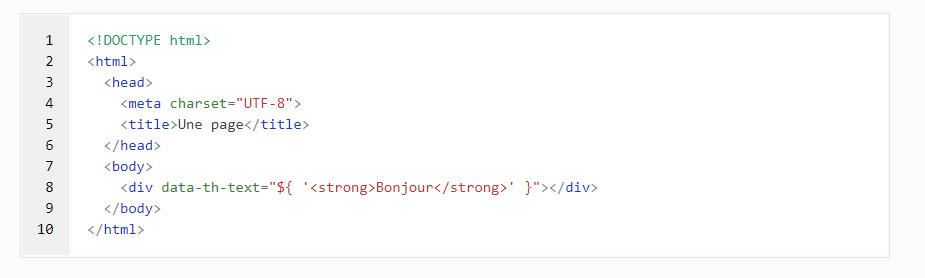 1 <!DOCTYPE html>
2 <html>
3 <head>
4 <meta charset="UTF-8">
5 <title>Une page</title>
6 </head>
7 <body>
8 <div data-th-text="${ '<strong>Bonjour</strong>' }"></div>
9 </body>
10 </html>